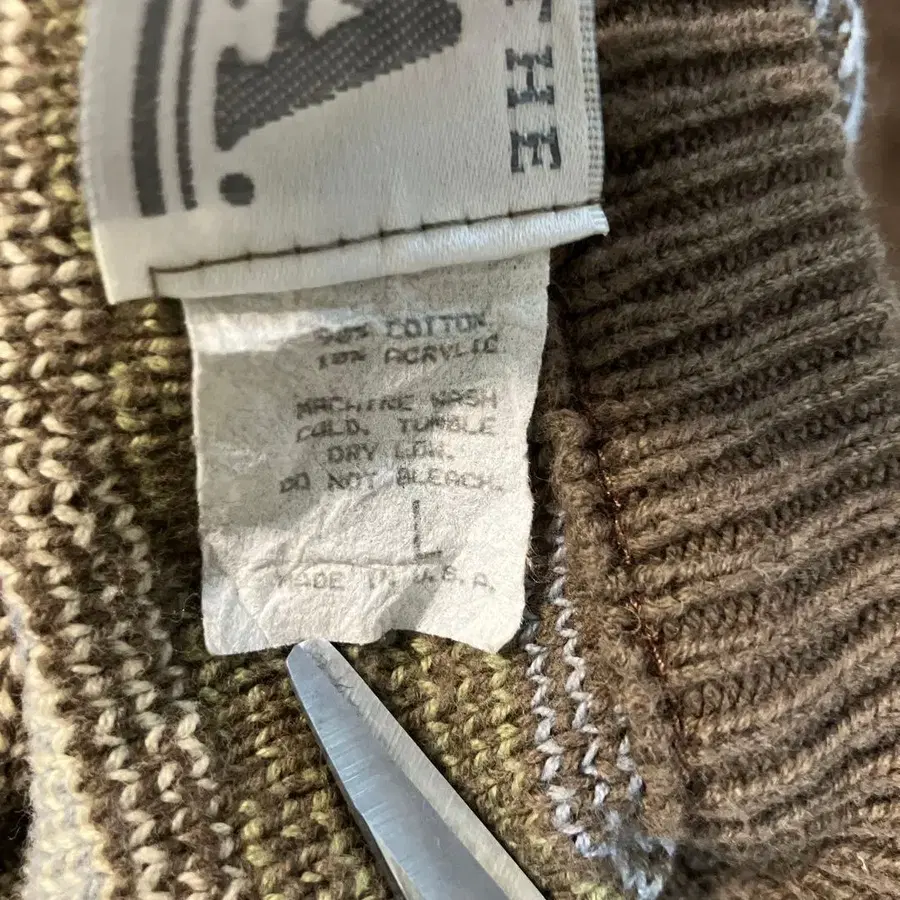 THE
90% COTTON
10% ACRYLIC
MACHINE WASH
COLD. TUMBLE
DRY LOW.
DO NOT BLEACH.
L
MADE IN U.S.A.